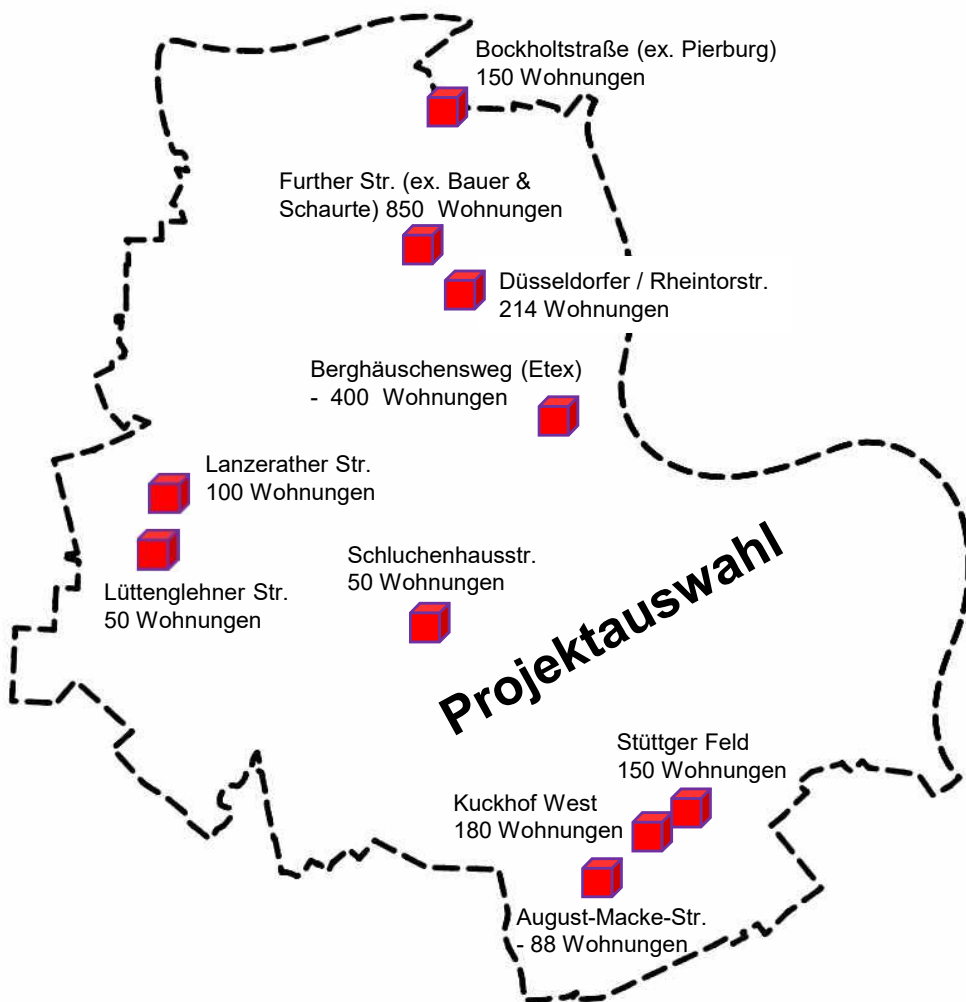 Bockholtstraße (ex. Pierburg)
150 Wohnungen
Further Str. (ex. Bauer &
Schaurte) 850 Wohnungen
Düsseldorfer / Rheintorstr.
214 Wohnungen
Berghäuschensweg (Etex)
- 400 Wohnungen
Lanzerather Str.
100 Wohnungen
Schluchenhausstr.
50 Wohnungen
Lüttenglehner Str.
50 Wohnungen
Projektauswahl
Stüttger Feld
150 Wohnungen
Kuckhof West
180 Wohnungen
August-Macke-Str.
- 88 Wohnungen